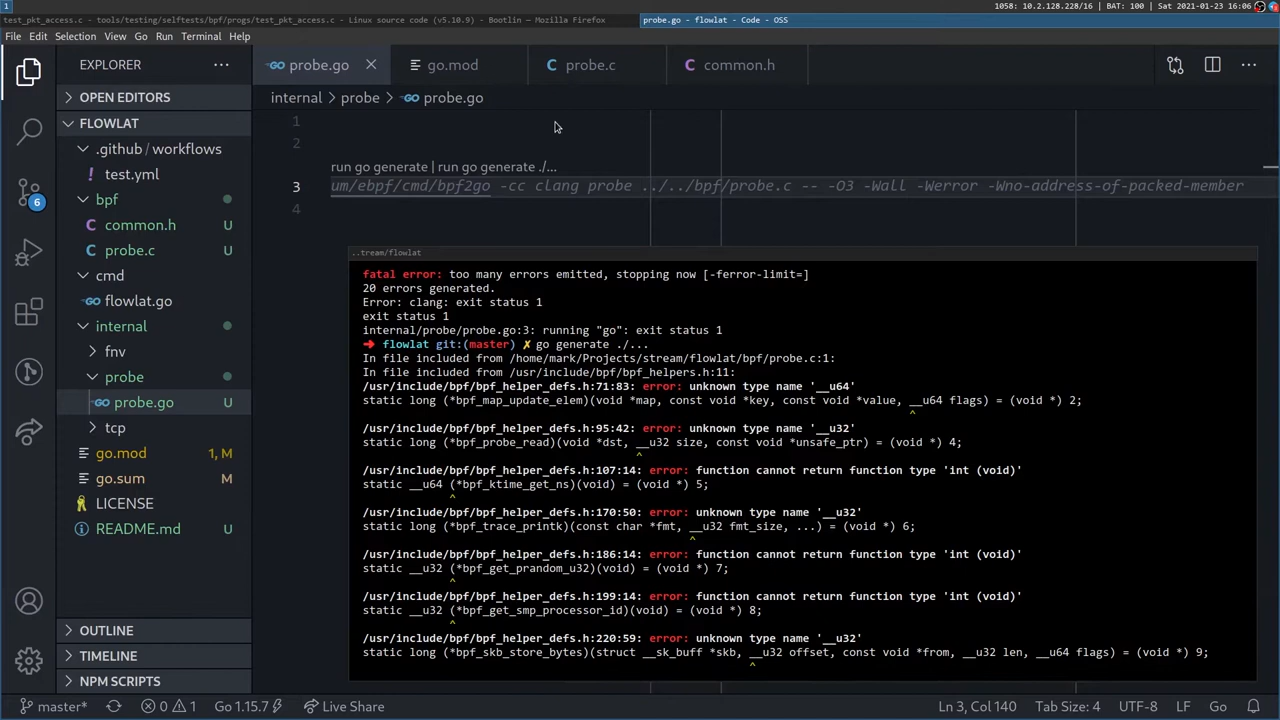 1
1058: 10.2.128.228/16 | BAT: 100 | Sat 2021-01-23 16:06
test_pkt_access.c - tools/testing/selftests/bpf/progs/test_pkt_access.c - Linux source code (v5.10.9) - Bootlin — Mozilla Firefox
probe.go - flowlat - Code - OSS
File Edit Selection View Go Run Terminal Help
EXPLORER
probe.go
go.mod
probe.c
common.h
OPEN EDITORS
internal > probe > probe.go
FLOWLAT
.github / workflows
test.yml
bpf
common.h U
probe.c U
cmd
flowlat.go
internal
fnv
probe
probe.go U
tcp
go.mod 1, M
go.sum M
LICENSE
README.md U
OUTLINE
TIMELINE
NPM SCRIPTS
6
1
2
run go generate | run go generate ./...
3 um/ebpf/cmd/bpf2go -cc clang probe ../../bpf/probe.c -- -O3 -Wall -Werror -Wno-address-of-packed-member
4
..tream/flowlat
fatal error: too many errors emitted, stopping now [-ferror-limit=]
20 errors generated.
Error: clang: exit status 1
exit status 1
internal/probe/probe.go:3: running "go": exit status 1
➜ flowlat git:(master) ✗ go generate ./...
In file included from /home/mark/Projects/stream/flowlat/bpf/probe.c:1:
In file included from /usr/include/bpf/bpf_helpers.h:11:
/usr/include/bpf/bpf_helper_defs.h:71:83: error: unknown type name '__u64'
static long (*bpf_map_update_elem)(void *map, const void *key, const void *value, __u64 flags) = (void *) 2;
^
/usr/include/bpf/bpf_helper_defs.h:95:42: error: unknown type name '__u32'
static long (*bpf_probe_read)(void *dst, __u32 size, const void *unsafe_ptr) = (void *) 4;
^
/usr/include/bpf/bpf_helper_defs.h:107:14: error: function cannot return function type 'int (void)'
static __u64 (*bpf_ktime_get_ns)(void) = (void *) 5;
^
/usr/include/bpf/bpf_helper_defs.h:170:50: error: unknown type name '__u32'
static long (*bpf_trace_printk)(const char *fmt, __u32 fmt_size, ...) = (void *) 6;
^
/usr/include/bpf/bpf_helper_defs.h:186:14: error: function cannot return function type 'int (void)'
static __u32 (*bpf_get_prandom_u32)(void) = (void *) 7;
^
/usr/include/bpf/bpf_helper_defs.h:199:14: error: function cannot return function type 'int (void)'
static __u32 (*bpf_get_smp_processor_id)(void) = (void *) 8;
^
/usr/include/bpf/bpf_helper_defs.h:220:59: error: unknown type name '__u32'
static long (*bpf_skb_store_bytes)(struct __sk_buff *skb, __u32 offset, const void *from, __u32 len, __u64 flags) = (void *) 9;
^
master* 0 1 Go 1.15.7 Live Share Ln 3, Col 140 Tab Size: 4 UTF-8 LF Go